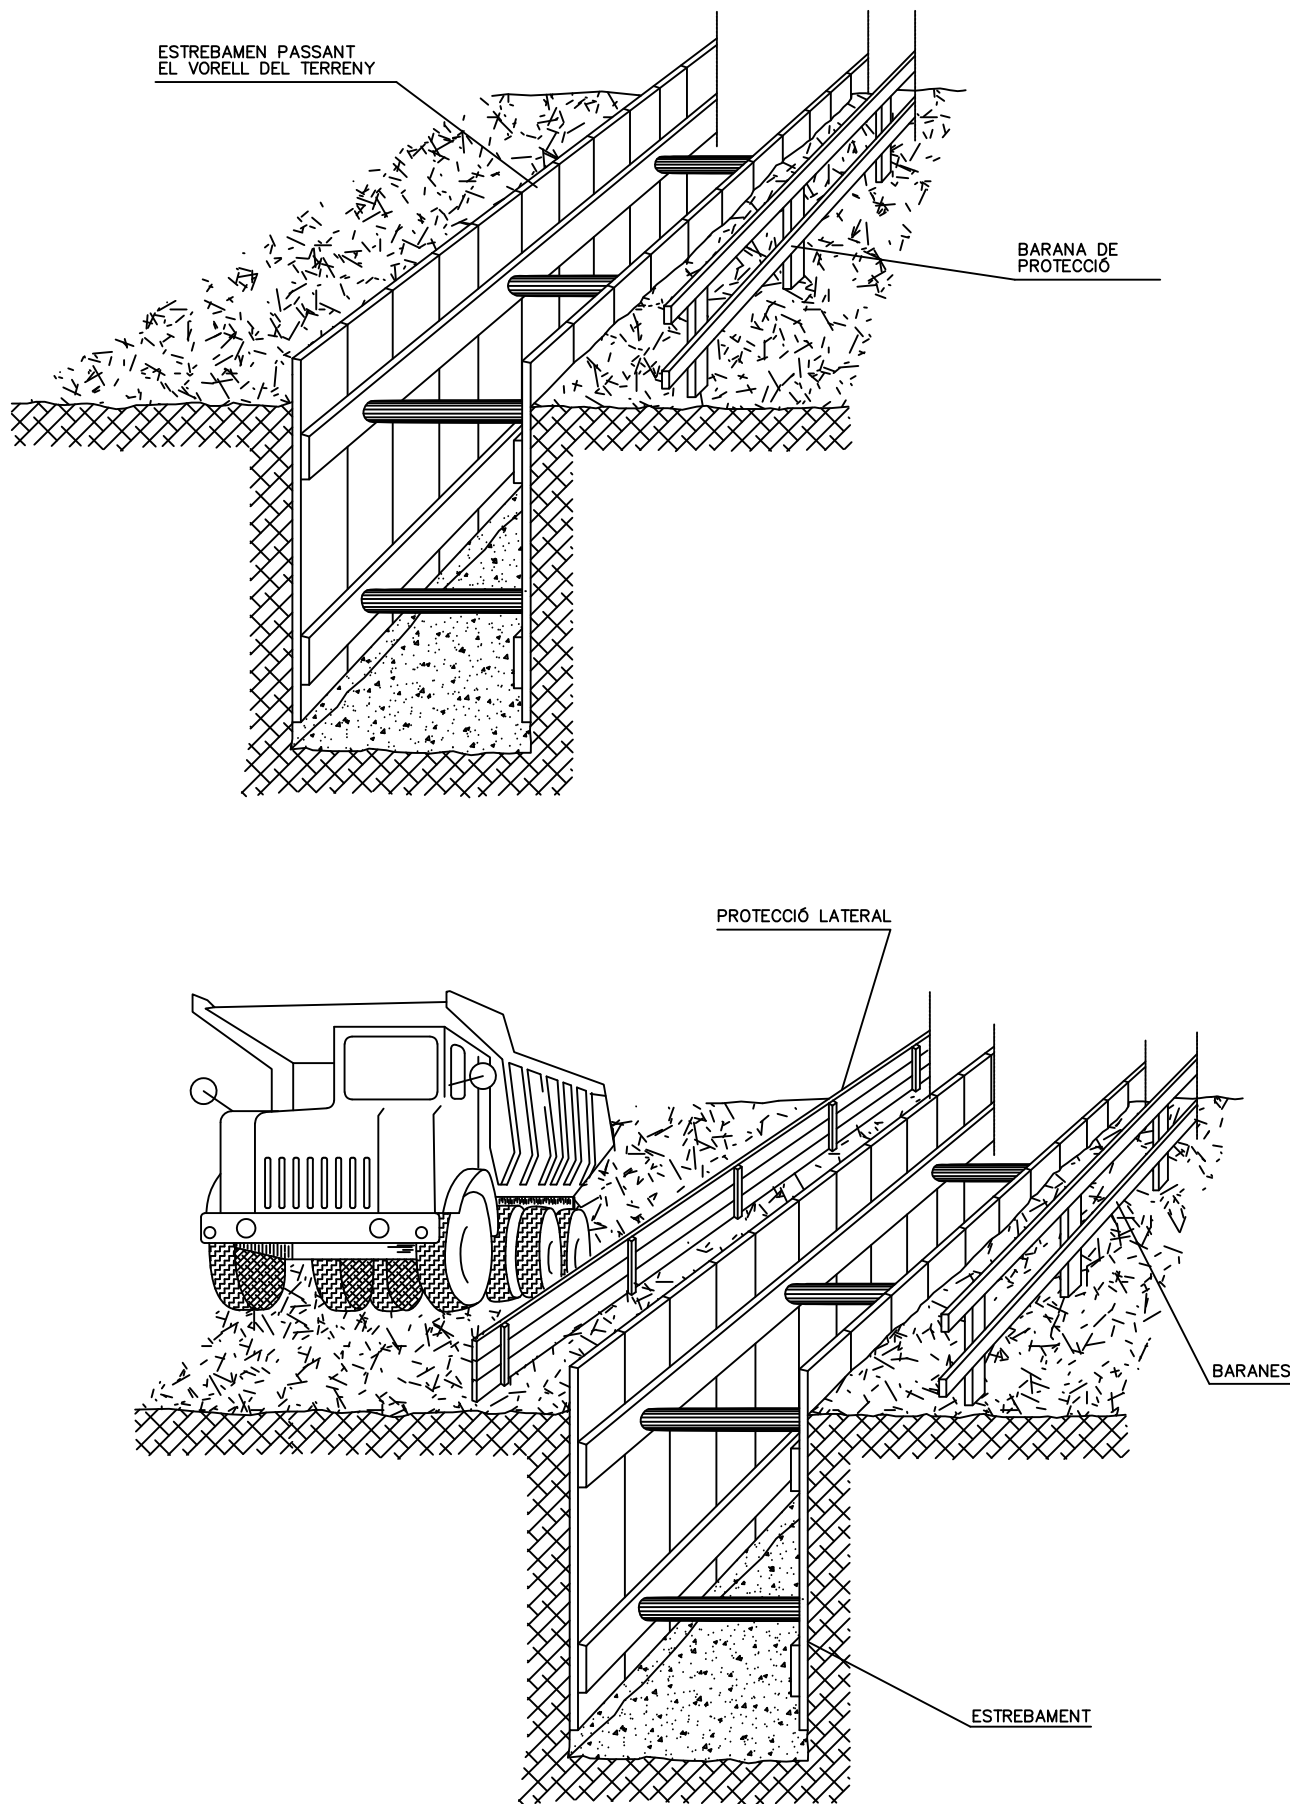 ESTREBAMEN PASSANT
EL VORELL DEL TERRENY
BARANA DE
PROTECCIÓ
PROTECCIÓ LATERAL
BARANES
ESTREBAMENT